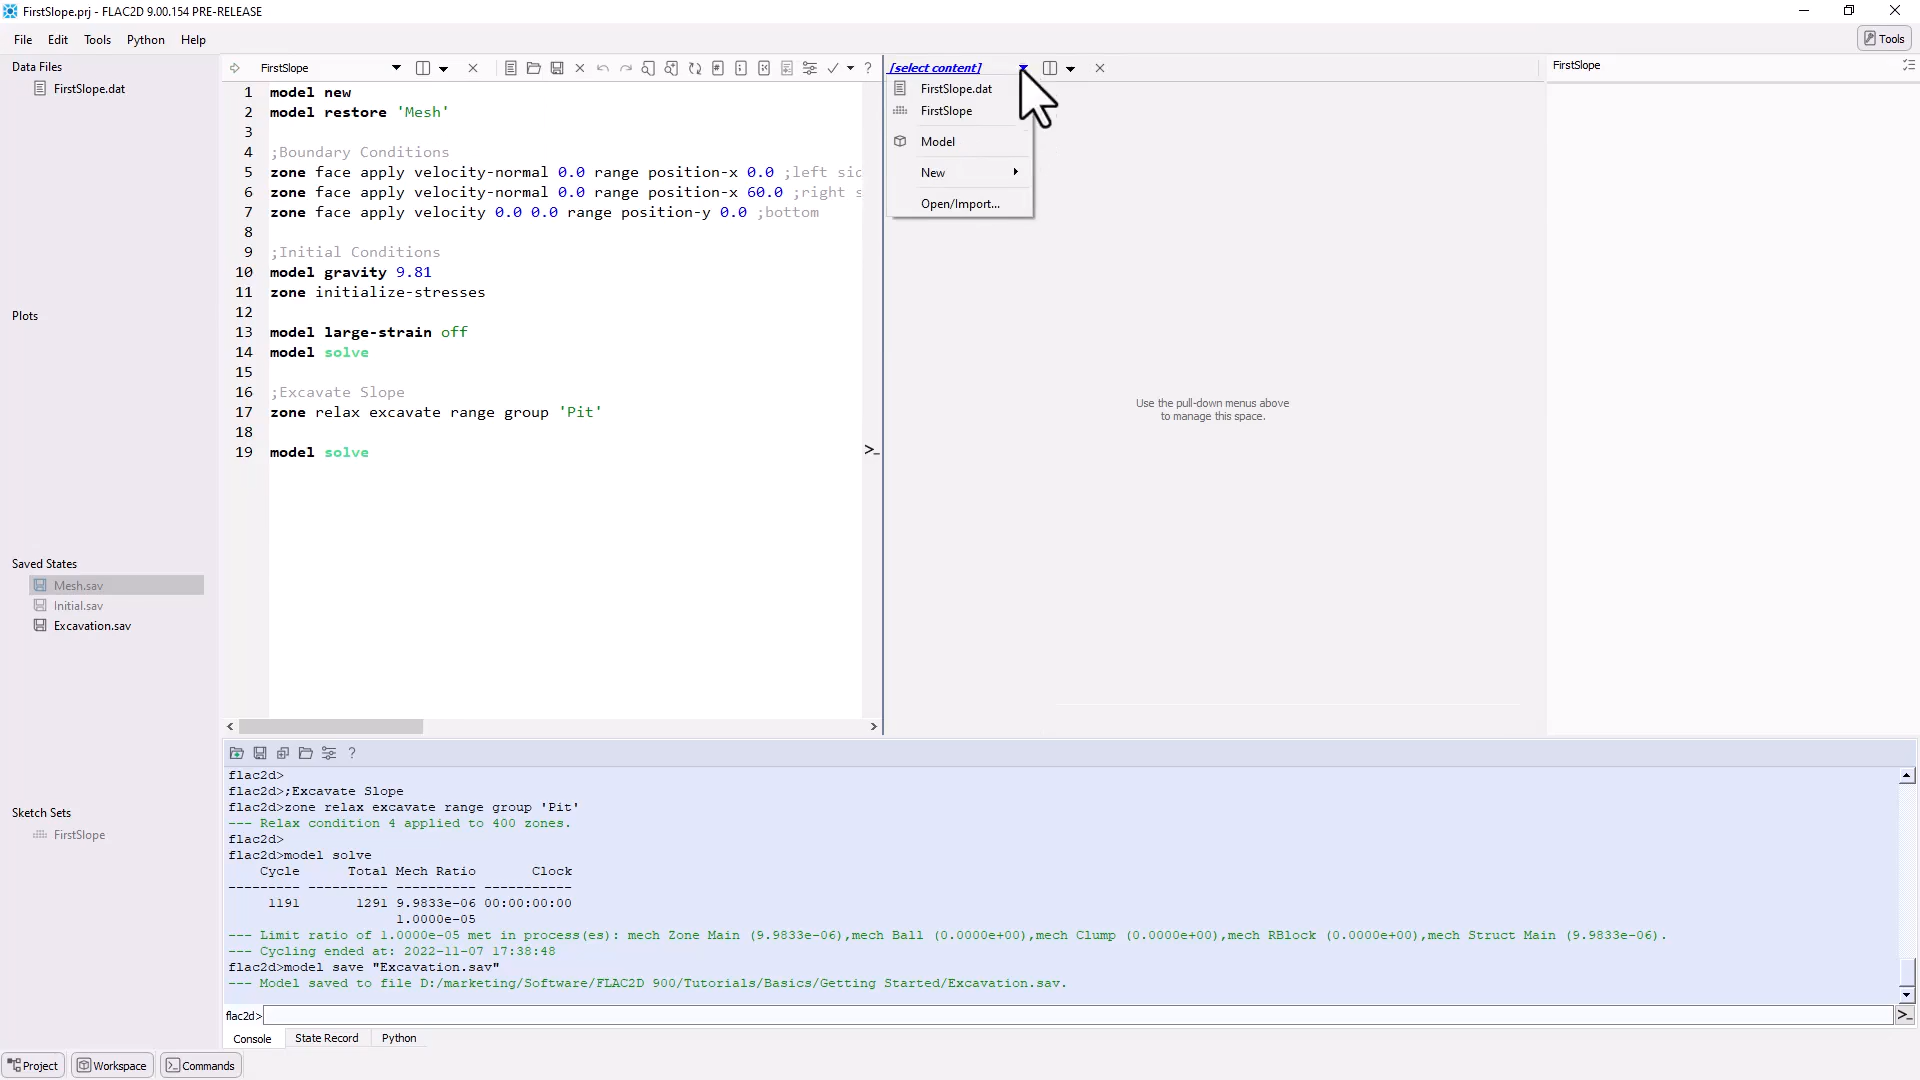 FirstSlope.prj - FLAC2D 9.00.154 PRE-RELEASE
File Edit Tools Python Help
Tools
Data Files
FirstSlope.dat
Plots
Saved States
Mesh.sav
Initial.sav
Excavation.sav
Sketch Sets
FirstSlope
FirstSlope
1 model new
2 model restore 'Mesh'
3
4 ;Boundary Conditions
5 zone face apply velocity-normal 0.0 range position-x 0.0 ;left sid
6 zone face apply velocity-normal 0.0 range position-x 60.0 ;right s
7 zone face apply velocity 0.0 0.0 range position-y 0.0 ;bottom
8
9 ;Initial Conditions
10 model gravity 9.81
11 zone initialize-stresses
12
13 model large-strain off
14 model solve
15
16 ;Excavate Slope
17 zone relax excavate range group 'Pit'
18
19 model solve
[select content]
FirstSlope.dat
FirstSlope
Model
New
Open/Import...
Use the pull-down menus above
to manage this space.
FirstSlope
flac2d>
flac2d>;Excavate Slope
flac2d>zone relax excavate range group 'Pit'
--- Relax condition 4 applied to 400 zones.
flac2d>
flac2d>model solve
Cycle Total Mech Ratio Clock
--------- ---------- ---------- -----------
1191 1291 9.9833e-06 00:00:00:00
1.0000e-05
--- Limit ratio of 1.0000e-05 met in process(es): mech Zone Main (9.9833e-06),mech Ball (0.0000e+00),mech Clump (0.0000e+00),mech RBlock (0.0000e+00),mech Struct Main (9.9833e-06).
--- Cycling ended at: 2022-11-07 17:38:48
flac2d>model save "Excavation.sav"
--- Model saved to file D:/marketing/Software/FLAC2D 900/Tutorials/Basics/Getting Started/Excavation.sav.
flac2d>
Console State Record Python
Project Workspace Commands